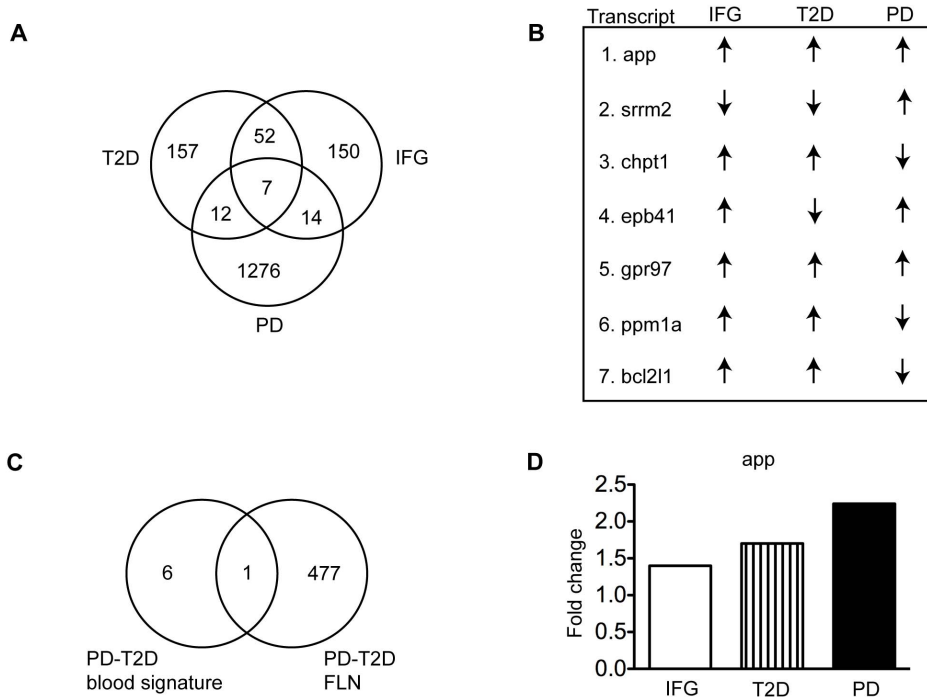 A
T2D
157
52
150
IFG
7
12
14
1276
PD
B
Transcript IFG T2D PD
1. app
2. srrm2
3. chpt1
4. epb41
5. gpr97
6. ppm1a
7. bcl2l1
C
6
1
477
PD-T2D
blood signature
PD-T2D
FLN
D
app
Fold change
2.5
2.0
1.5
1.0
0.5
0.0
IFG T2D PD